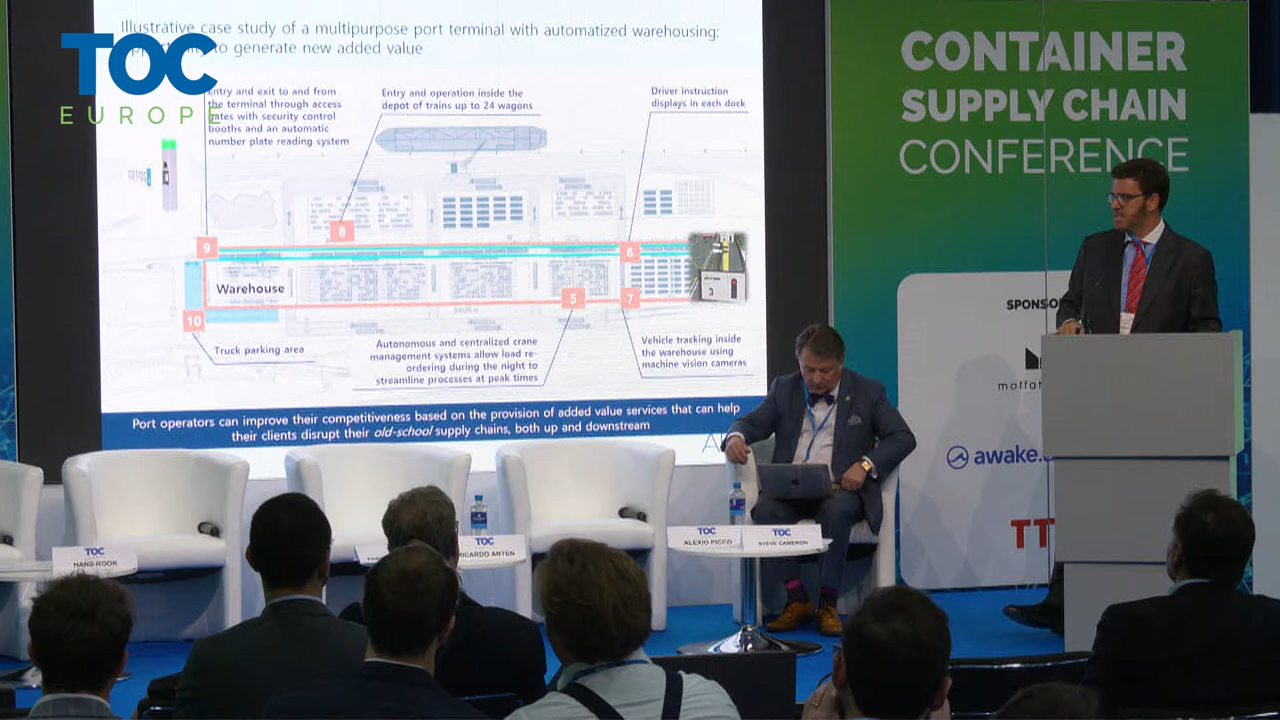 Illustrative case study of a multipurpose port terminal with automatized warehousing:
to generate new added value
TOC
EUROPE
Entry and exit to and from
the terminal through access
gates with security control
booths and an automatic
number plate reading system
Entry and operation inside the
depot of trains up to 24 wagons
Driver instruction
displays in each dock
8
9
6
Warehouse
5
7
3
10
Truck parking area
Autonomous and centralized crane
management systems allow load re-
ordering during the night to
streamline processes at peak times
Vehicle tracking inside
the warehouse using
machine vision cameras
Port operators can improve their competitiveness based on the provision of added value services that can help
their clients disrupt their old-school supply chains, both up and downstream
CONTAINER
SUPPLY CHAIN
CONFERENCE
SPONSO
moffat
awake.
TT
TOC
HANS ROOK
TOC
RICARDO ARTEN
TOC
ALEXIO PICCO
TOC
STEVE CAMERON